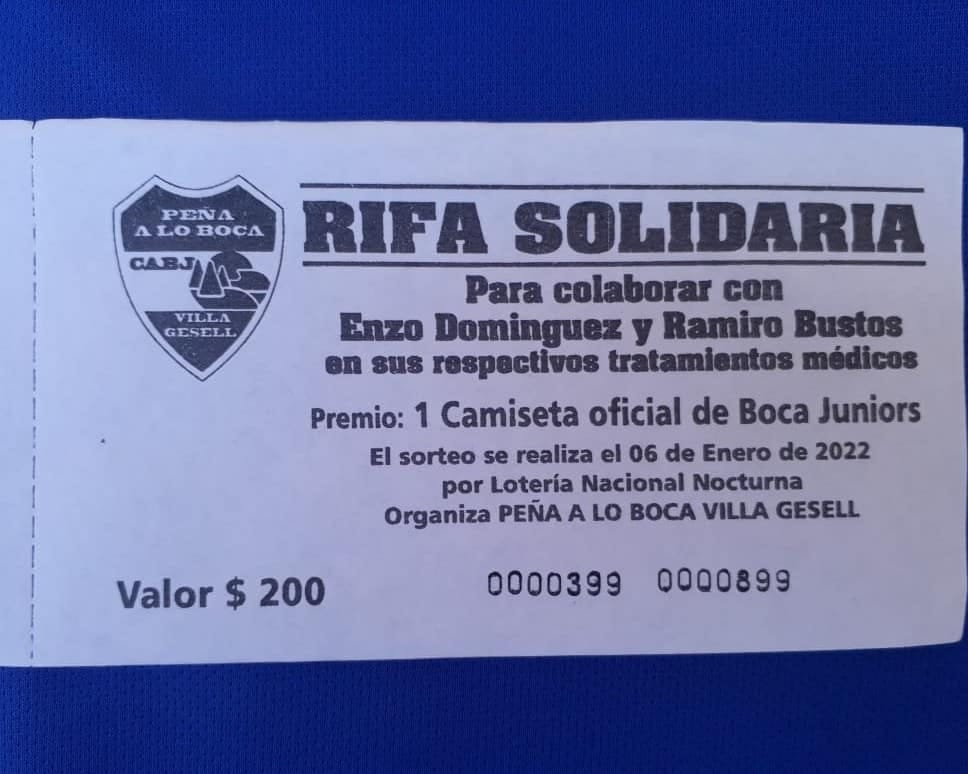 PEÑA
A LO BOCA
CABJ
VILLA
GESELL
RIFA SOLIDARIA
Para colaborar con
Enzo Dominguez y Ramiro Bustos
en sus respectivos tratamientos médicos
Premio: 1 Camiseta oficial de Boca Juniors
El sorteo se realiza el 06 de Enero de 2022
por Lotería Nacional Nocturna
Organiza PEÑA A LO BOCA VILLA GESELL
Valor $ 200
0000399 0000899